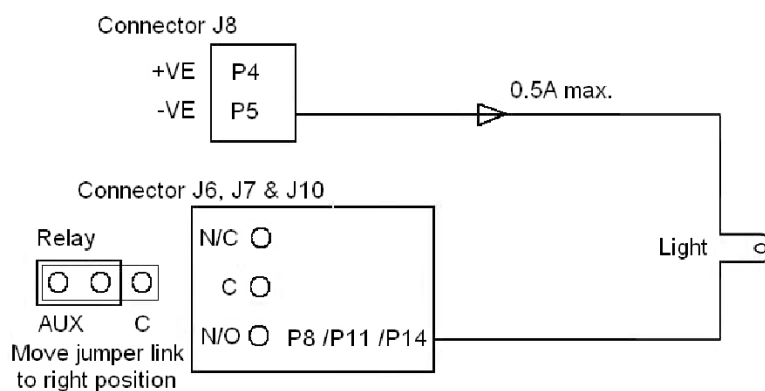 Connector J8
+VE P4
-VE P5
0.5A max.
Connector J6, J7 & J10
Relay
N/C
C
N/O P8 /P11 /P14
Light
AUX C
Move jumper link
to right position